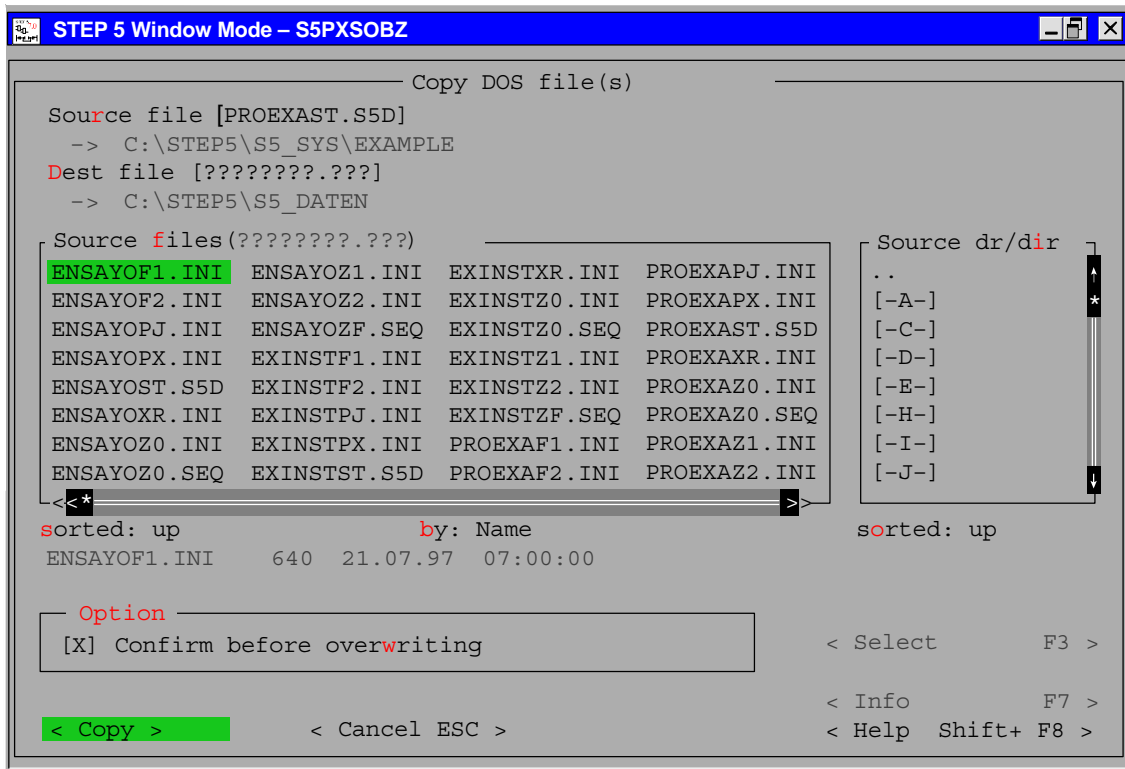 STEP 5 Window Mode – S5PXSOBZ
Copy DOS file(s)
Source file [PROEXAST.S5D]
–> C:\STEP5\S5_SYS\EXAMPLE
Dest file [????????.???]
–> C:\STEP5\S5_DATEN
Source files(????????.???) Source dr/dir
ENSAYOF1.INI ENSAYOZ1.INI EXINSTXR.INI PROEXAPJ.INI ..
ENSAYOF2.INI ENSAYOZ2.INI EXINSTZ0.INI PROEXAPX.INI [–A–]
ENSAYOPJ.INI ENSAYOZF.SEQ EXINSTZ0.SEQ PROEXAST.S5D [–C–]
ENSAYOPX.INI EXINSTF1.INI EXINSTZ1.INI PROEXAXR.INI [–D–]
ENSAYOST.S5D EXINSTF2.INI EXINSTZ2.INI PROEXAZ0.INI [–E–]
ENSAYOXR.INI EXINSTPJ.INI EXINSTZF.SEQ PROEXAZ0.SEQ [–H–]
ENSAYOZ0.INI EXINSTPX.INI PROEXAF1.INI PROEXAZ1.INI [–I–]
ENSAYOZ0.SEQ EXINSTST.S5D PROEXAF2.INI PROEXAZ2.INI [–J–]
sorted: up by: Name sorted: up
ENSAYOF1.INI 640 21.07.97 07:00:00
Option
[X] Confirm before overwriting
< Select F3 >
< Info F7 >
< Copy > < Cancel ESC > < Help Shift+ F8 >